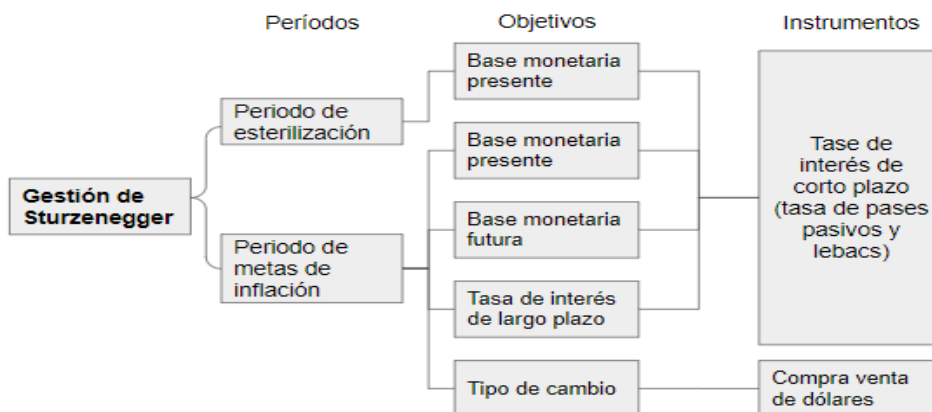 Períodos
Objetivos
Instrumentos
Gestión de
Sturzenegger
Periodo de
esterilización
Periodo de
metas de
inflación
Base monetaria
presente
Base monetaria
presente
Base monetaria
futura
Tasa de interés
de largo plazo
Tipo de cambio
Tase de
interés de
corto plazo
(tasa de pases
pasivos y
lebacs)
Compra venta
de dólares